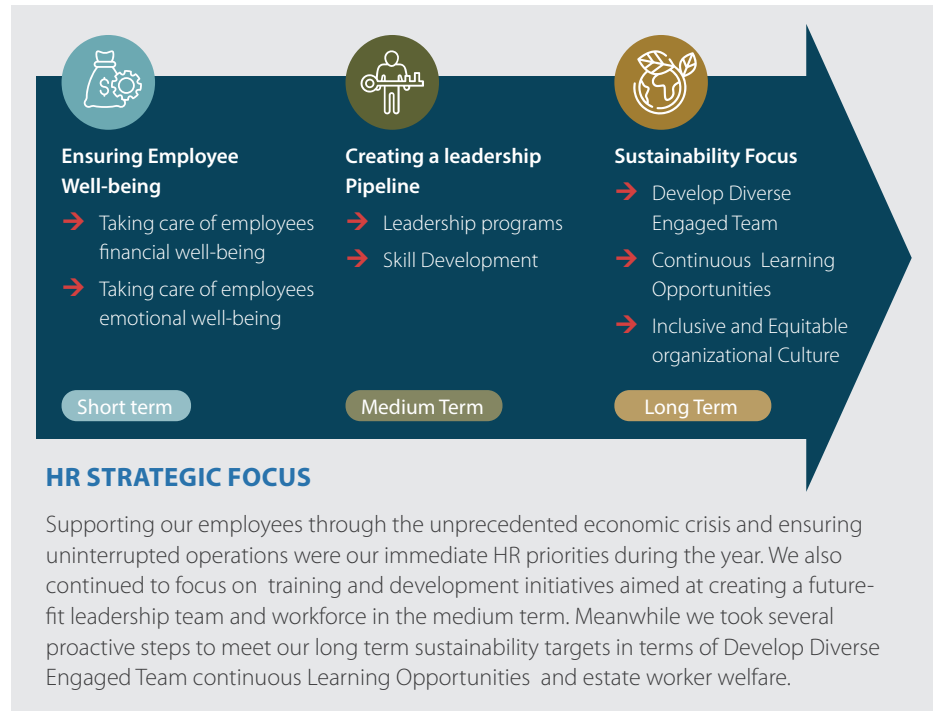 $
Ensuring Employee
Well-being
Taking care of employees
financial well-being
Taking care of employees
emotional well-being
Short term
Creating a leadership
Pipeline
Leadership programs
Skill Development
Medium Term
Sustainability Focus
Develop Diverse
Engaged Team
Continuous Learning
Opportunities
Inclusive and Equitable
organizational Culture
Long Term
HR STRATEGIC FOCUS
Supporting our employees through the unprecedented economic crisis and ensuring
uninterrupted operations were our immediate HR priorities during the year. We also
continued to focus on training and development initiatives aimed at creating a future-
fit leadership team and workforce in the medium term. Meanwhile we took several
proactive steps to meet our long term sustainability targets in terms of Develop Diverse
Engaged Team continuous Learning Opportunities and estate worker welfare.